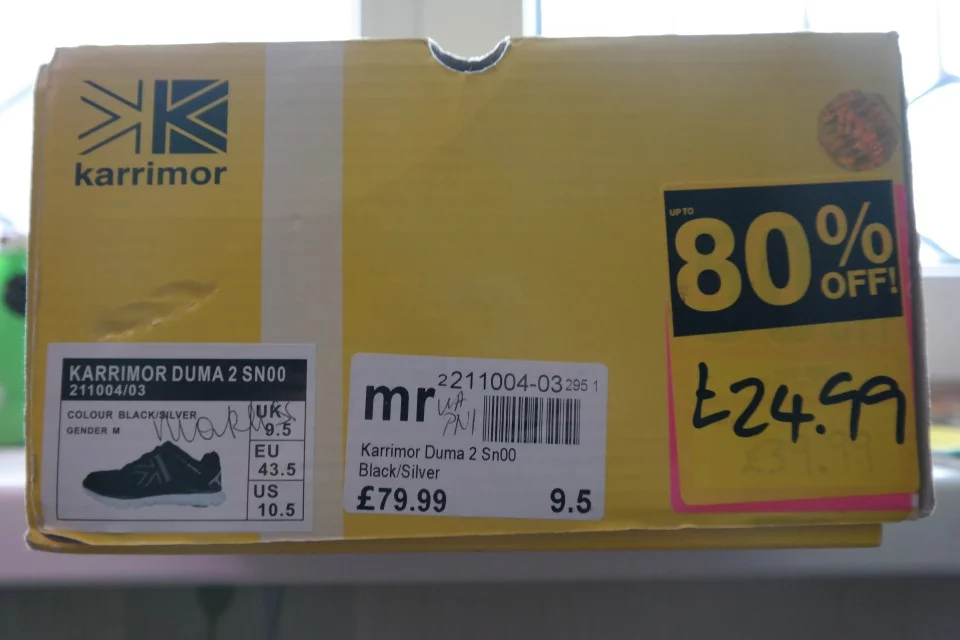 karrimor
UP TO
80%
OFF!
£24.99
£39.99
KARRIMOR DUMA 2 SN00
211004/03
COLOUR BLACK/SILVER
GENDER M
UK
9.5
EU
43.5
US
10.5
mr
2211004-03 295 1
Karrimor Duma 2 Sn00
Black/Silver
£79.99 9.5